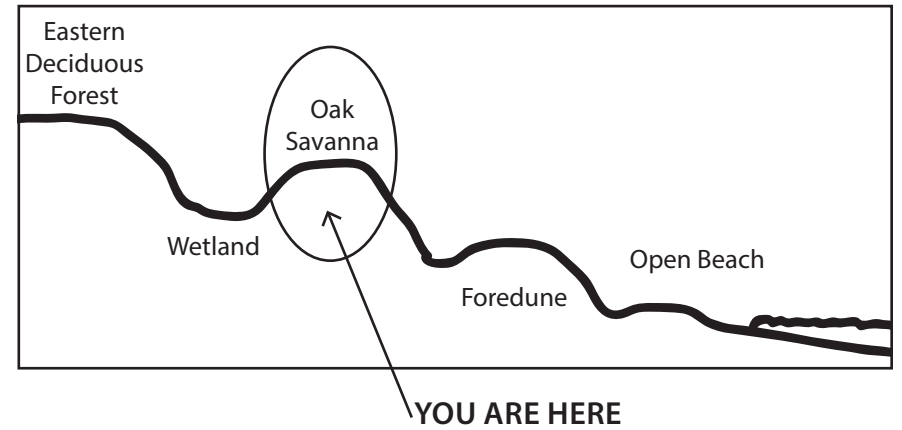 Eastern
Deciduous
Forest
Oak
Savanna
Wetland
Open Beach
Foredune
YOU ARE HERE